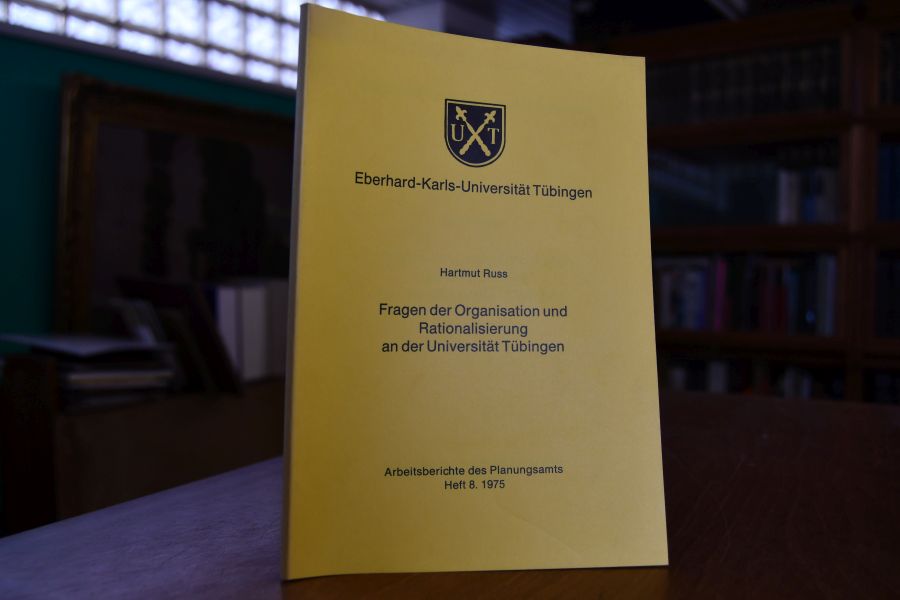 UT
Eberhard-Karls-Universität Tübingen
Hartmut Russ
Fragen der Organisation und
Rationalisierung
an der Universität Tübingen
Arbeitsberichte des Planungsamts
Heft 8. 1975